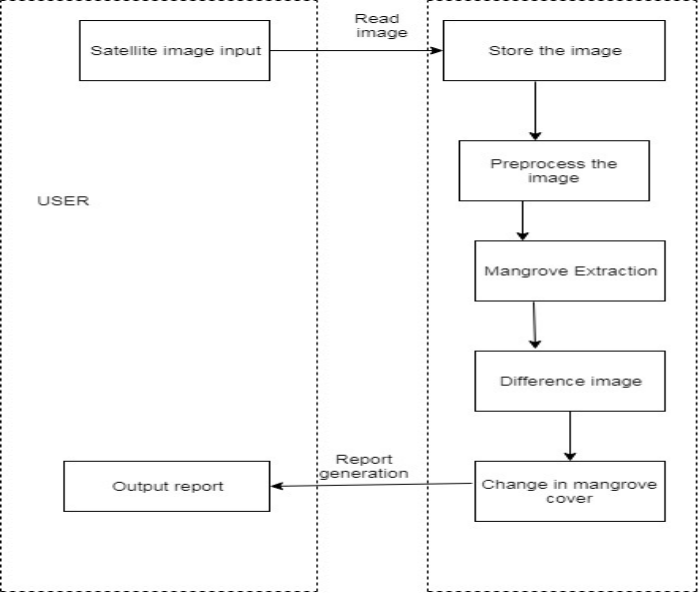 Read
image
Satellite image input
Store the image
Preprocess the
image
USER
Mangrove Extraction
Difference image
Report
generation
Output report
Change in mangrove
cover